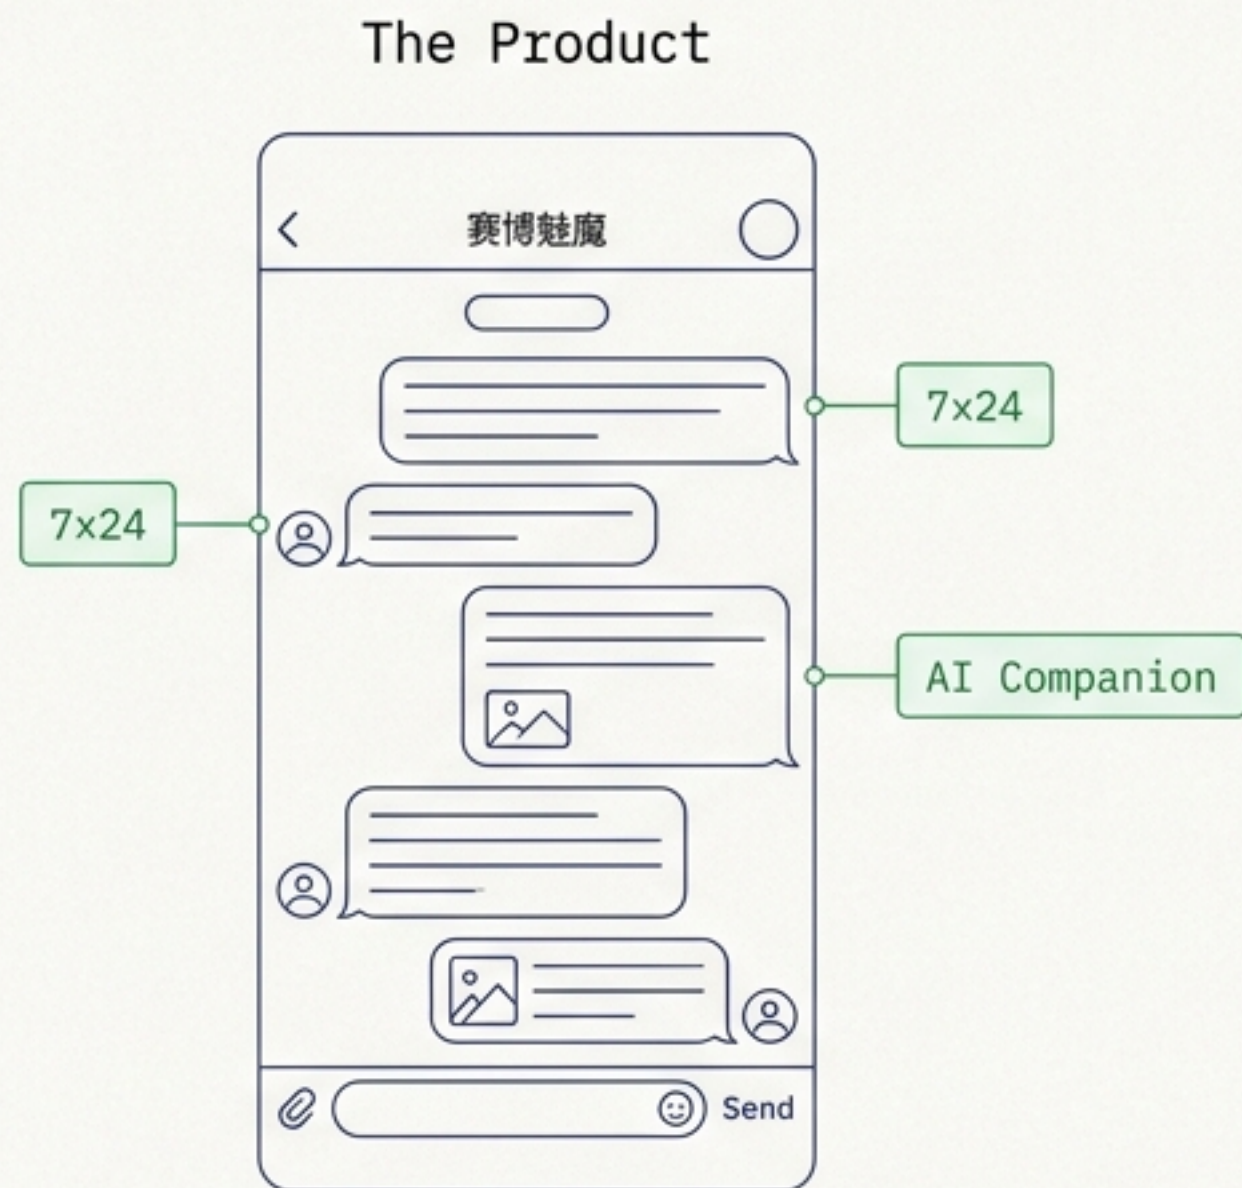 The Product
赛博魅魔
7x24
7x24
AI Companion
Send